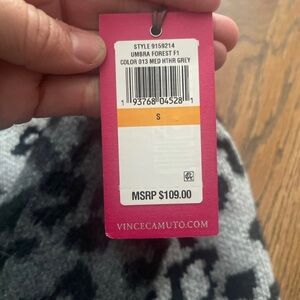 STYLE 9159214
UMBRA FOREST F1
COLOR 013 MED HTHR GREY
1 93768 04528 1
S
MSRP $109.00
VINCECAMUTO.COM